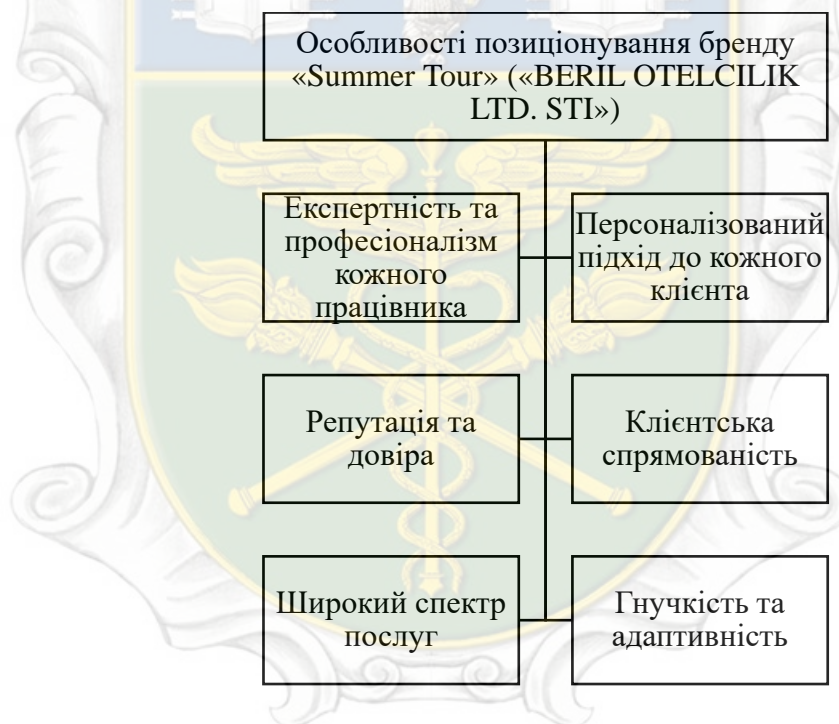 Особливості позиціонування бренду
«Summer Tour» («BERIL OTELCILIK
LTD. STI»)
Експертність та
професіоналізм
кожного
працівника
Персоналізований
підхід до кожного
клієнта
Репутація та
довіра
Клієнтська
спрямованість
Широкий спектр
послуг
Гнучкість та
адаптивність